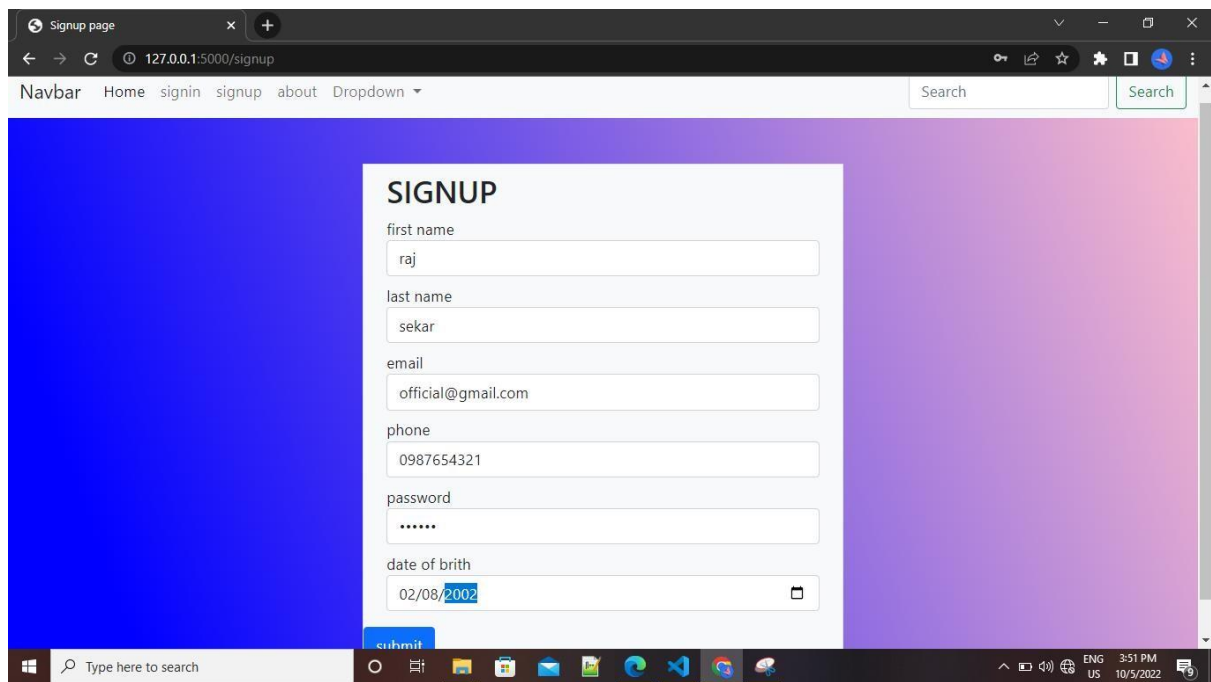 Signup page
127.0.0.1:5000/signup
Navbar Home signin signup about Dropdown Search Search
SIGNUP
first name
raj
last name
sekar
email
official@gmail.com
phone
0987654321
password
••••••
date of brith
02/08/2002
submit
Type here to search ENG 3:51 PM
US 10/5/2022 9